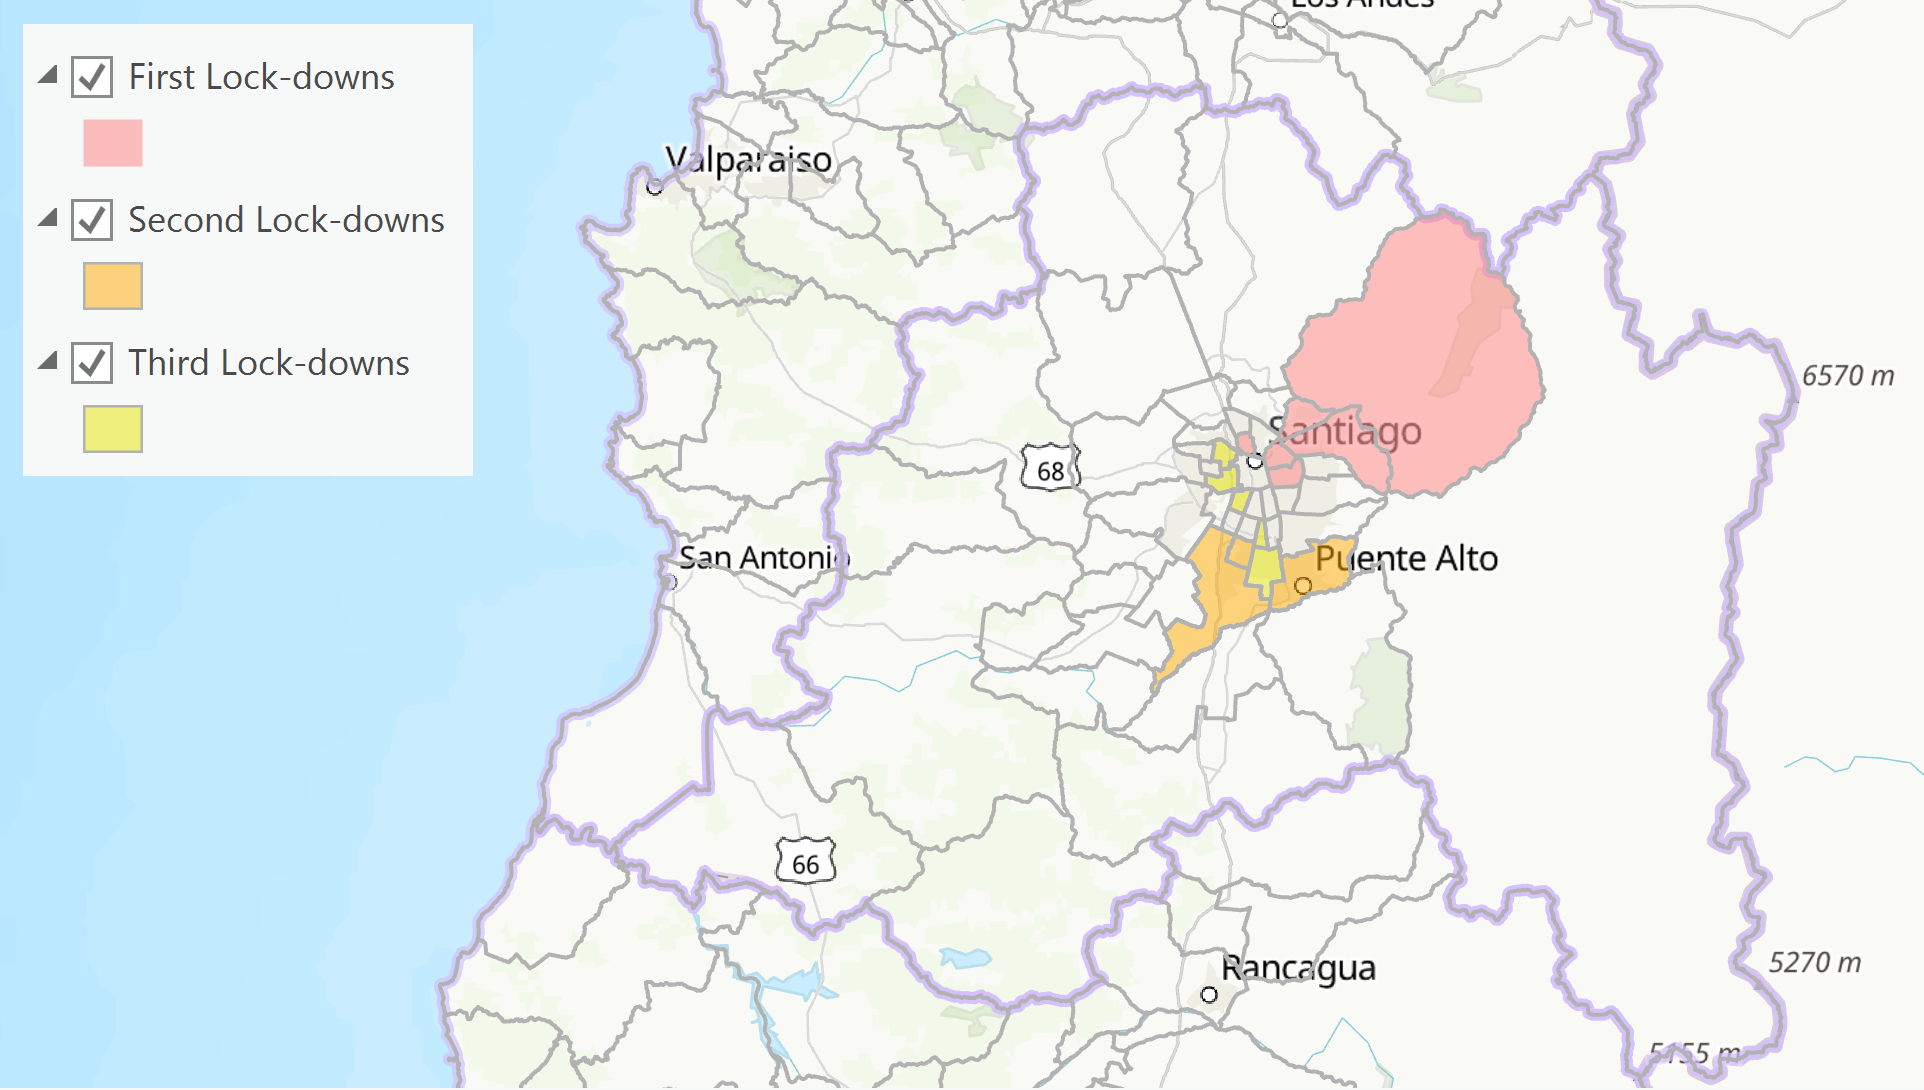 Los Andes
First Lock-downs
Valparaiso
Second Lock-downs
Third Lock-downs
6570 m
Santiago
68
San Antonio
Puente Alto
66
5270 m
Rancagua
5155 m